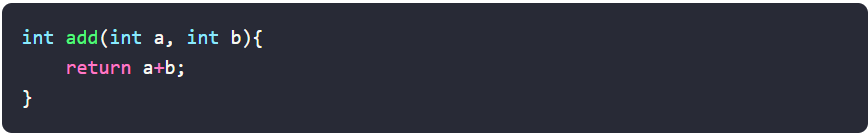 int add(int a, int b){
    return a+b;
}